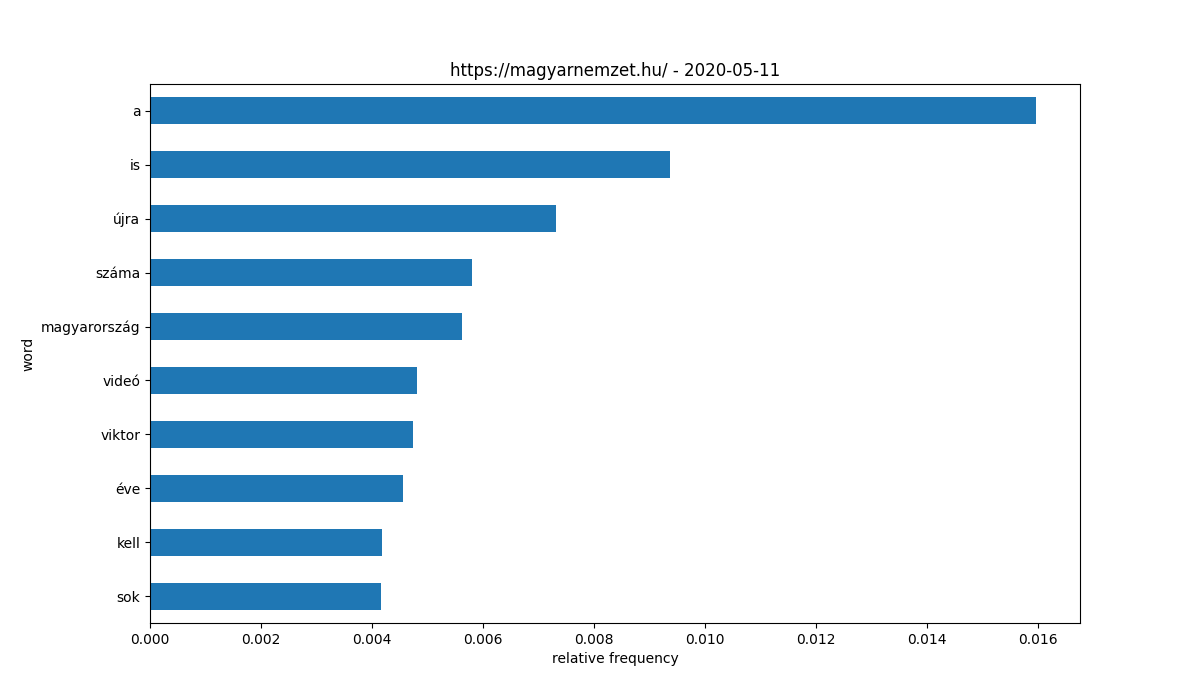 https://magyarnemzet.hu/ - 2020-05-11
a
is
újra
száma
magyarország
videó
viktor
éve
kell
sok
word
0.000 0.002 0.004 0.006 0.008 0.010 0.012 0.014 0.016
relative frequency